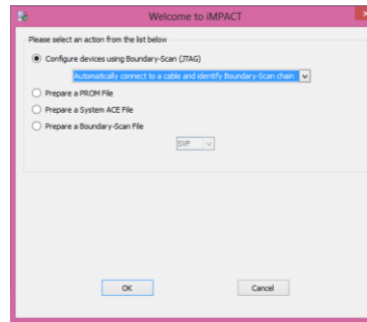 Welcome to iMPACT
Please select an action from the list below
Configure devices using Boundary-Scan (JTAG)
Automatically connect to a cable and identify Boundary-Scan chain
Prepare a PROM File
Prepare a System ACE File
Prepare a Boundary-Scan File
SVF
OK
Cancel